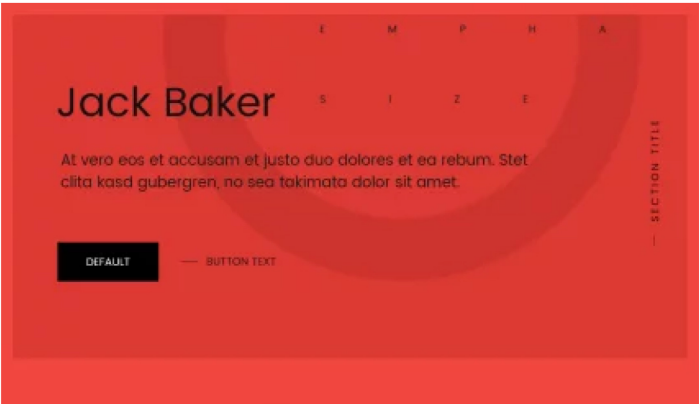 E M P H A
S I Z E
Jack Baker
At vero eos et accusam et justo duo dolores et ea rebum. Stet
clita kasd gubergren, no sea takimata dolor sit amet.
DEFAULT
BUTTON TEXT
— SECTION TITLE